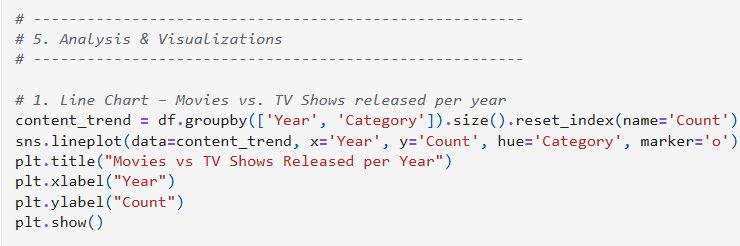 # ----------------------------------------------------
# 5. Analysis & Visualizations
# ----------------------------------------------------
# 1. Line Chart – Movies vs. TV Shows released per year
content_trend = df.groupby(['Year', 'Category']).size().reset_index(name='Count')
sns.lineplot(data=content_trend, x='Year', y='Count', hue='Category', marker='o')
plt.title("Movies vs TV Shows Released per Year")
plt.xlabel("Year")
plt.ylabel("Count")
plt.show()